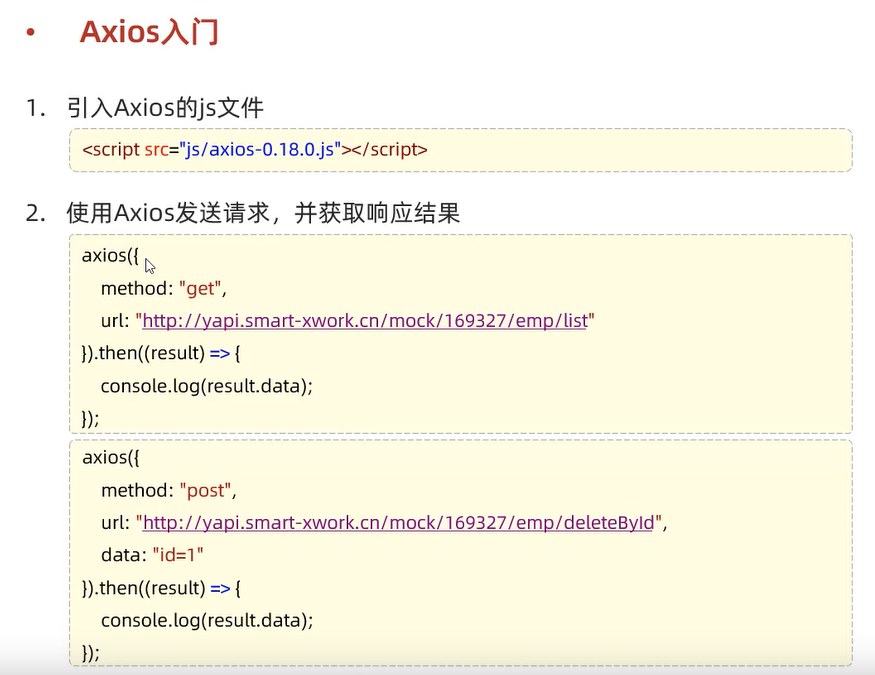 • Axios入门
1. 引入Axios的js文件
<script src="js/axios-0.18.0.js"></script>
2. 使用Axios发送请求，并获取响应结果
axios({
method: "get",
url: "http://yapi.smart-xwork.cn/mock/169327/emp/list"
}).then((result) => {
console.log(result.data);
});
axios({
method: "post",
url: "http://yapi.smart-xwork.cn/mock/169327/emp/deleteById",
data: "id=1"
}).then((result) => {
console.log(result.data);
});